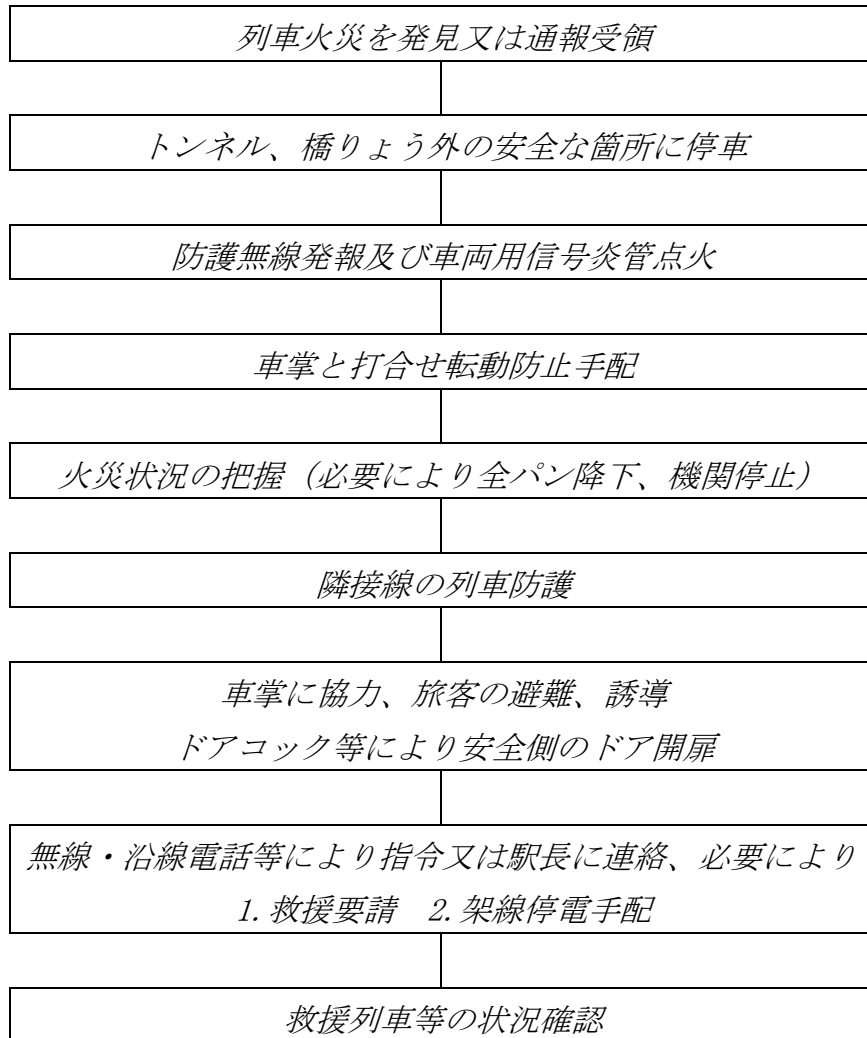 列車火災を発見又は通報受領
トンネル、橋りょう外の安全な箇所に停車
防護無線発報及び車両用信号炎管点火
車掌と打合せ転動防止手配
火災状況の把握（必要により全パン降下、機関停止）
隣接線の列車防護
車掌に協力、旅客の避難、誘導
ドアコック等により安全側のドア開扉
無線・沿線電話等により指令又は駅長に連絡、必要により
1.救援要請　2.架線停電手配
救援列車等の状況確認